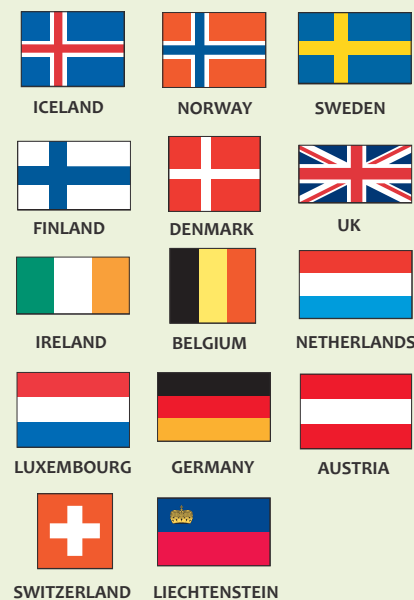 ICELAND NORWAY SWEDEN
FINLAND DENMARK UK
IRELAND BELGIUM NETHERLANDS
LUXEMBOURG GERMANY AUSTRIA
SWITZERLAND LIECHTENSTEIN